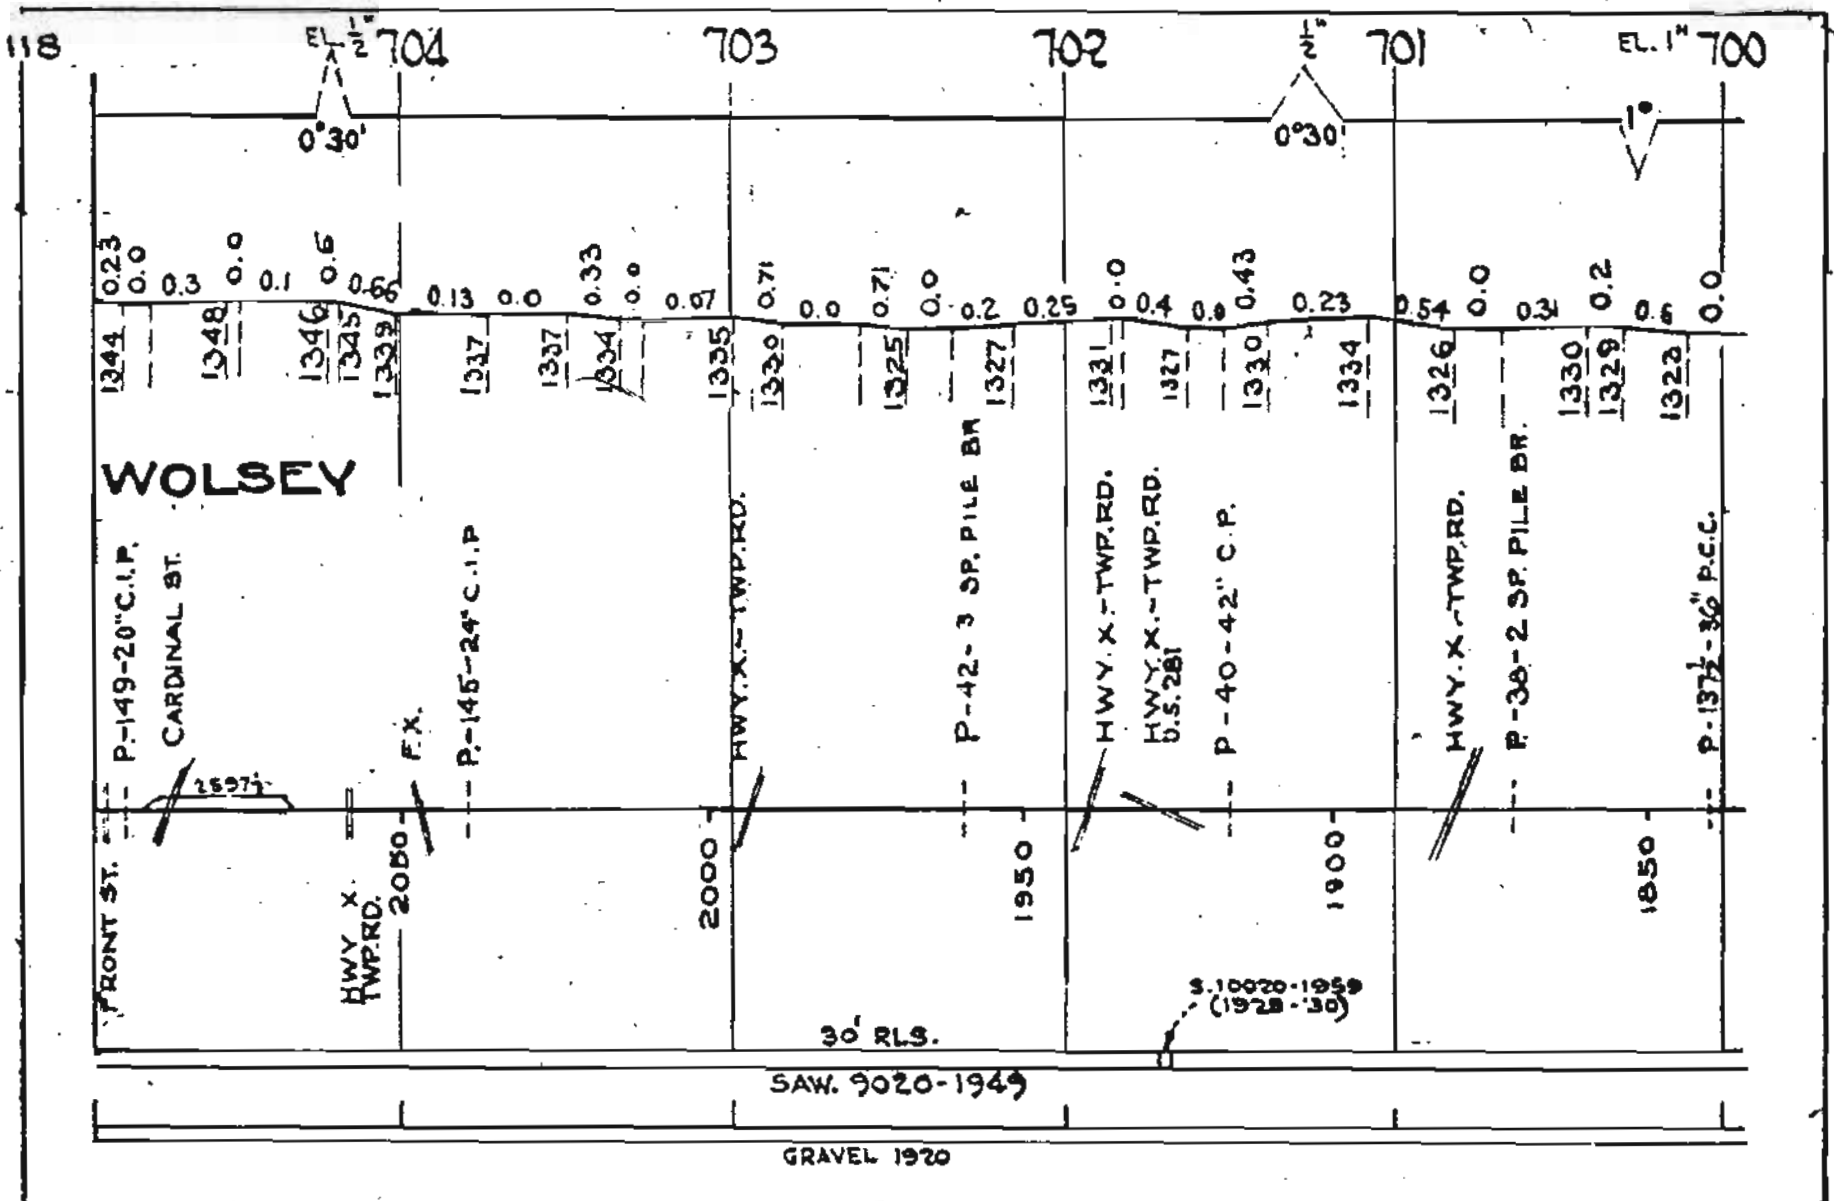 118
EL ½" 704 703 702 ½" 701 EL. 1" 700
0°30' 0°30' 1°
0.23 0.0 0.3 0.0 0.1 0.6 0.66 0.13 0.0 0.33 0.0 0.07 0.71 0.0 0.71 0.0 0.2 0.25 0.0 0.4 0.0 0.43 0.23 0.54 0.0 0.31 0.2 0.6 0.0
1344 1348 1346 1345 1339 1337 1337 1334 1335 1330 1325 1327 1331 1327 1330 1334 1326 1330 1329 1323
WOLSEY
P.-149-20" C.I.P.
CARDINAL ST.
F.X.
P.-145-24" C.I.P
HWY.X.-TWP.RD.
P-42-3 SP. PILE BR
HWY.X.-TWP.RD.
HWY.X.-TWP.RD.
U.S. 281
P-40-42" C.P.
HWY.X.-TWP.RD.
P-38-2 SP. PILE BR.
P-137½-36" P.C.C.
2597½
FRONT ST.
HWY X.
TWP.RD.
2050 2000 1950 1900 1850
S.10020-1959
(1928-'30)
30' RLS.
SAW. 9020-1949
GRAVEL 1920